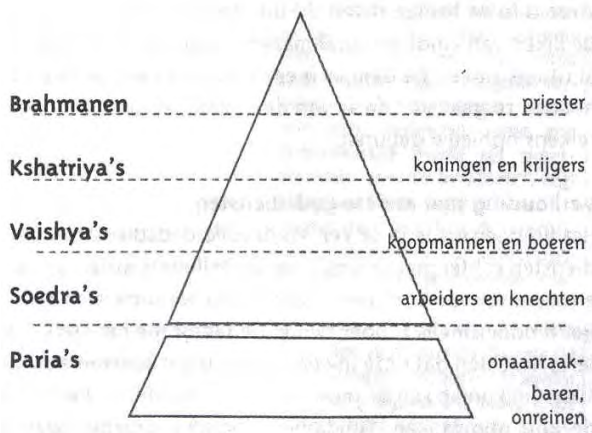 Brahmanen priester
Kshatriya's koningen en krijgers
Vaishya's koopmannen en boeren
Soedra's arbeiders en knechten
Paria's onaanraak-
baren,
onreinen